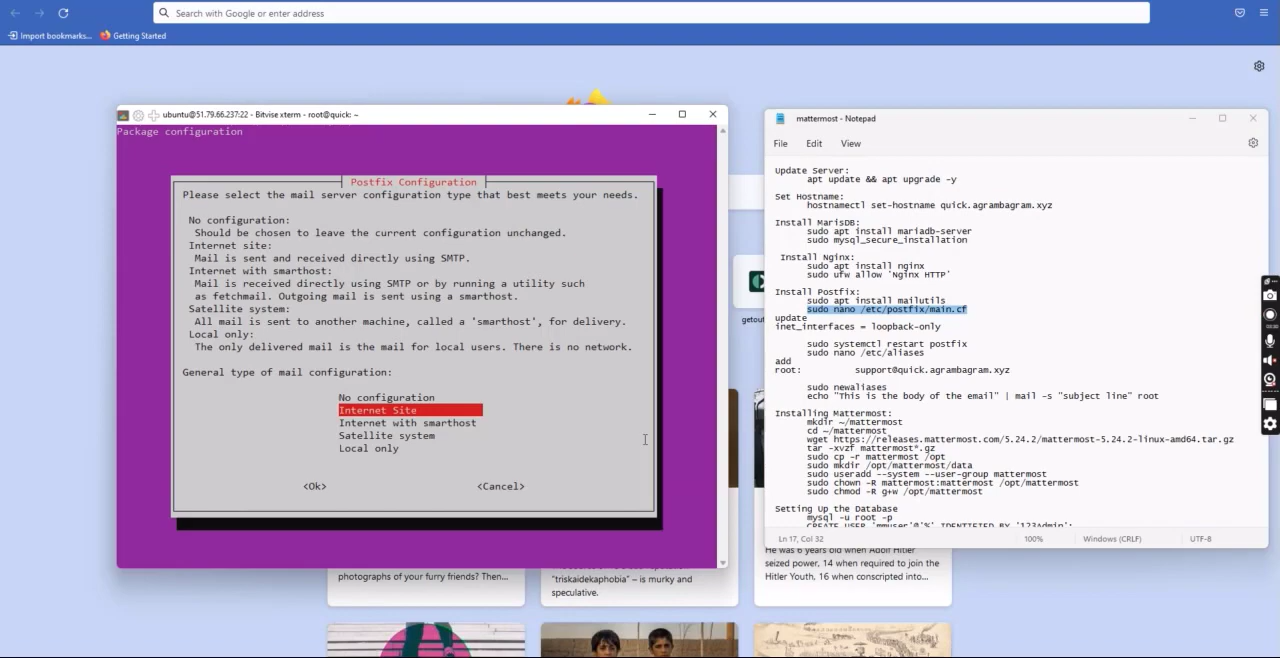 Search with Google or enter address
Import bookmarks...
Getting Started
ubuntu@51.79.66.237:22 - Bitvise xterm - root@quick: ~
Package configuration
Postfix Configuration
Please select the mail server configuration type that best meets your needs.
No configuration:
Should be chosen to leave the current configuration unchanged.
Internet site:
Mail is sent and received directly using SMTP.
Internet with smarthost:
Mail is received directly using SMTP or by running a utility such
as fetchmail. Outgoing mail is sent using a smarthost.
Satellite system:
All mail is sent to another machine, called a 'smarthost', for delivery.
Local only:
The only delivered mail is the mail for local users. There is no network.
General type of mail configuration:
No configuration
Internet Site
Internet with smarthost
Satellite system
Local only
<Ok>
<Cancel>
mattermost - Notepad
File
Edit
View
Update Server:
apt update && apt upgrade -y
Set Hostname:
hostnamectl set-hostname quick.agrambagram.xyz
Install MarisDB:
sudo apt install mariadb-server
sudo mysql_secure_installation
Install Nginx:
sudo apt install nginx
sudo ufw allow 'Nginx HTTP'
Install Postfix:
sudo apt install mailutils
sudo nano /etc/postfix/main.cf
update
inet_interfaces = loopback-only
sudo systemctl restart postfix
sudo nano /etc/aliases
add
root: support@quick.agrambagram.xyz
sudo newaliases
echo "This is the body of the email" | mail -s "subject line" root
Installing Mattermost:
mkdir ~/mattermost
cd ~/mattermost
wget https://releases.mattermost.com/5.24.2/mattermost-5.24.2-linux-amd64.tar.gz
tar -xvzf mattermost*.gz
sudo cp -r mattermost /opt
sudo mkdir /opt/mattermost/data
sudo useradd --system --user-group mattermost
sudo chown -R mattermost:mattermost /opt/mattermost
sudo chmod -R g+w /opt/mattermost
Setting Up the Database
mysql -u root -p
CREATE USER 'mmuser'@'%' IDENTIFIED BY '123Admin';
Ln 17, Col 32
100%
Windows (CRLF)
UTF-8
getout
photographs of your furry friends? Then...
"triskaidekaphobia" – is murky and
speculative.
He was 6 years old when Adolf Hitler
seized power, 14 when required to join the
Hitler Youth, 16 when conscripted into...